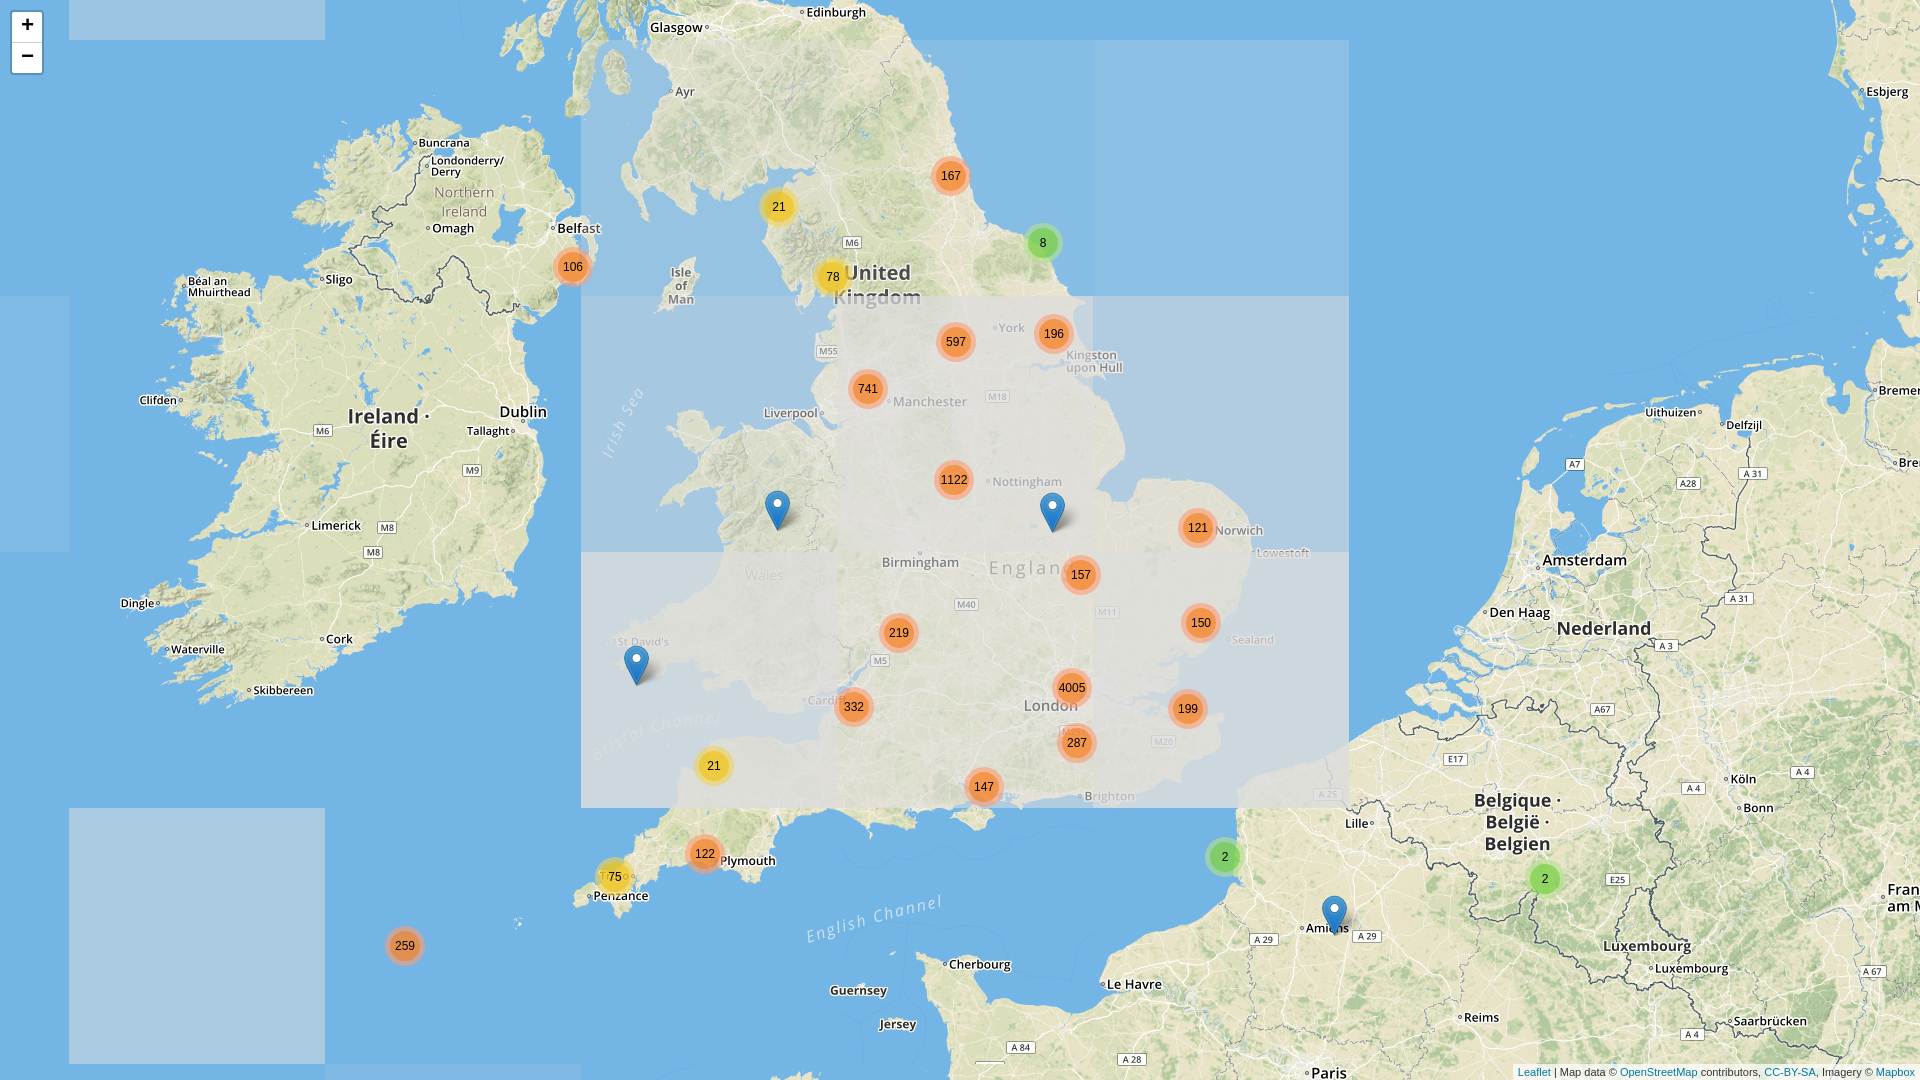 +
−
Glasgow
Edinburgh
Ayr
Esbjerg
Buncrana
Londonderry/
Derry
Northern
Ireland
Omagh
Belfast
106
167
21
8
M6
78
United
Kingdom
Isle
of
Man
Sligo
Béal an
Mhuirthead
York
196
597
M55
Kingston
upon Hull
741
Manchester
M18
Liverpool
Irish Sea
Clifden
Ireland ·
Éire
Dublin
Tallaght
M6
M9
Uithuizen
Delfzijl
Breme
Bre
A7
A 31
A28
1122
Nottingham
121
Norwich
Lowestoft
Limerick
M8
M8
Birmingham
Englan
157
Wales
Amsterdam
Dingle
M40
M11
150
Den Haag
A 31
Nederland
Cork
Waterville
219
St David's
Sealand
M5
A 3
Skibbereen
4005
London
Cardiff
332
199
A67
Bristol Channel
287
M20
E17
21
147
Brighton
A 25
Köln
A 4
A 4
Bonn
Belgique ·
België ·
Belgien
Lille
122
Plymouth
2
75
Penzance
2
E25
Fran
am M
English Channel
Amiens
A 29
A 29
259
Luxembourg
Luxembourg
A 67
Cherbourg
Le Havre
Guernsey
Jersey
Reims
Saarbrücken
A 4
A 84
A 28
Paris
Leaflet | Map data © OpenStreetMap contributors, CC-BY-SA, Imagery © Mapbox